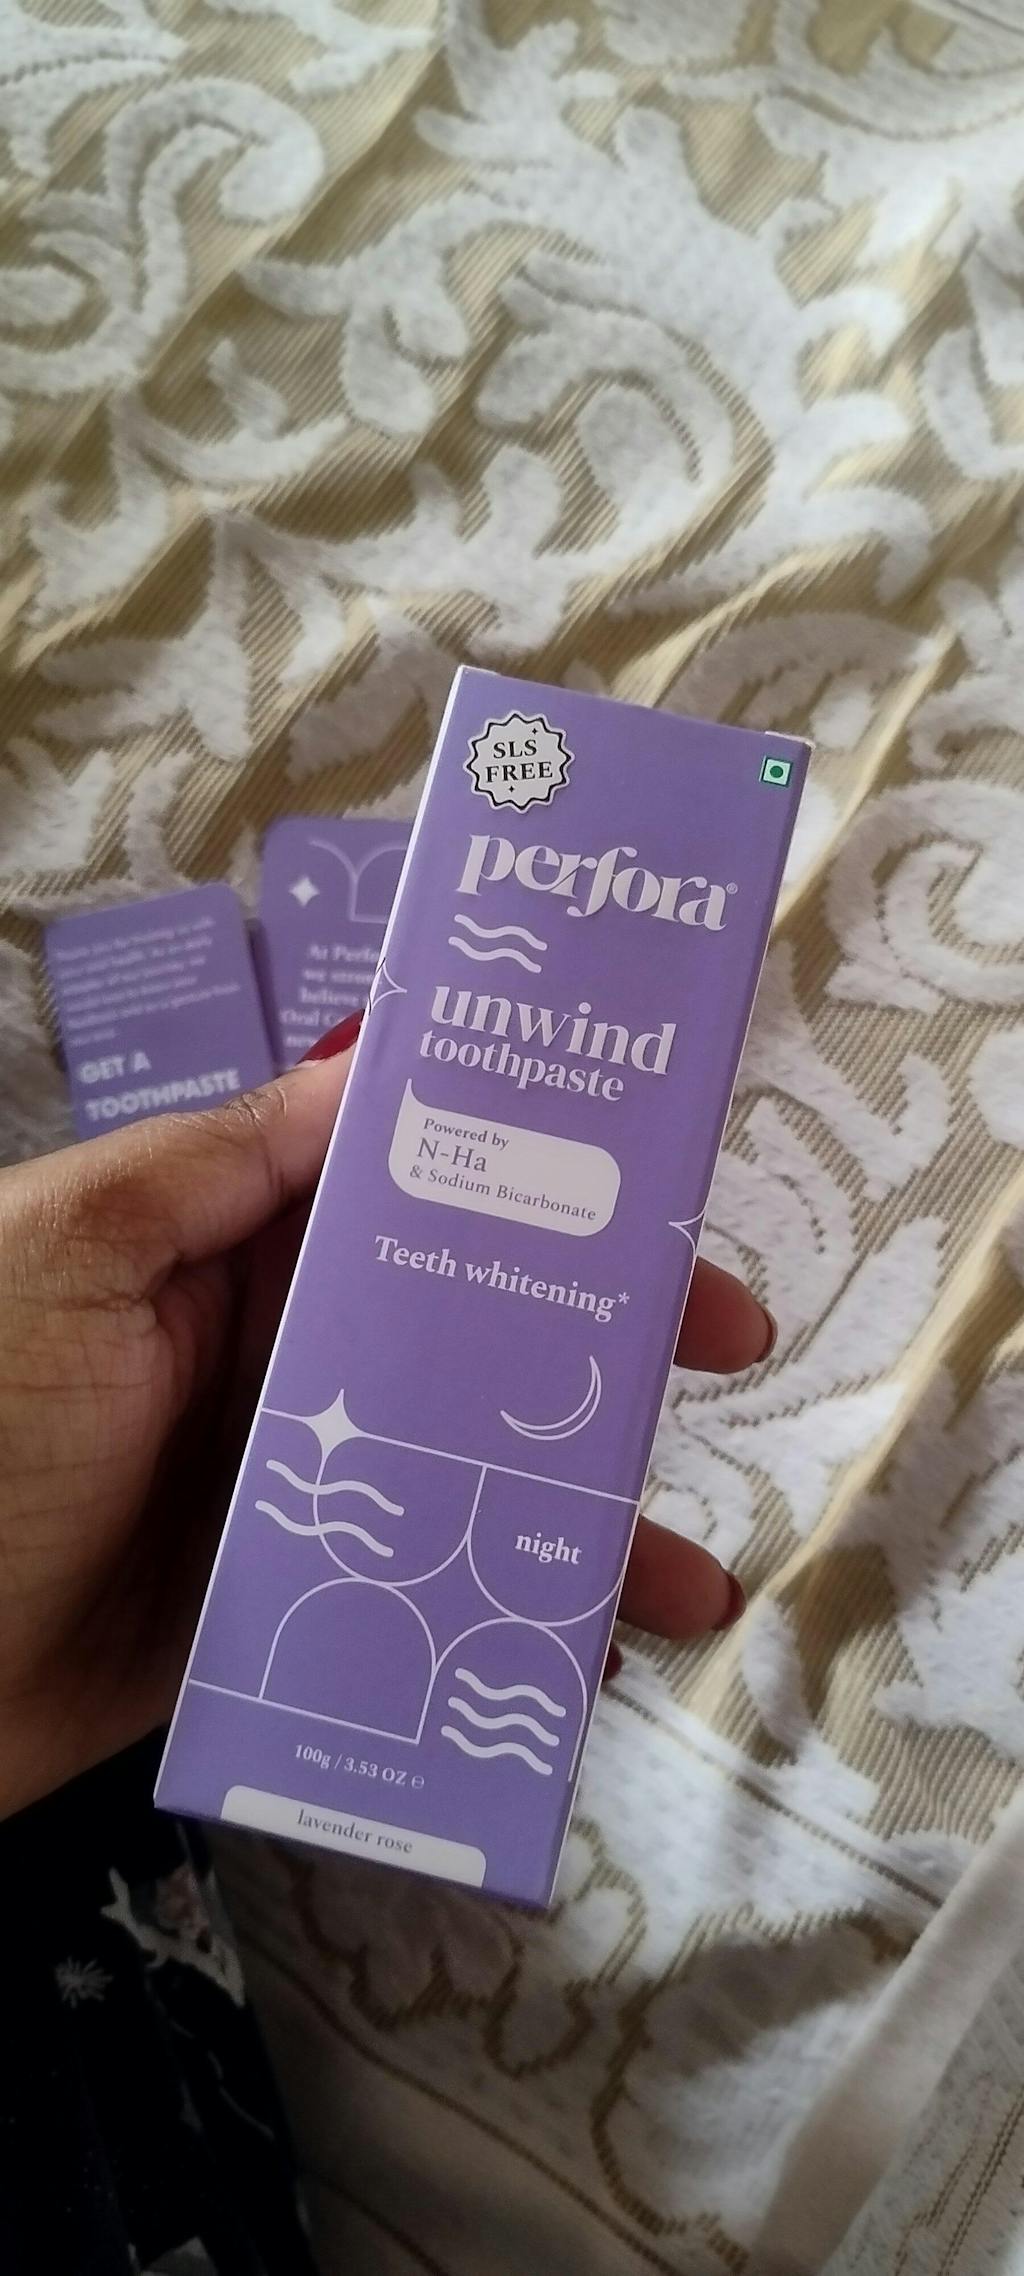 SLS
FREE
perfora®
unwind
toothpaste
Powered by
N-Ha
& Sodium Bicarbonate
Teeth whitening*
night
100g / 3.53 OZ ℮
lavender rose
At Perfo
we stron
believe
Oral C
GET A
TOOTHPASTE